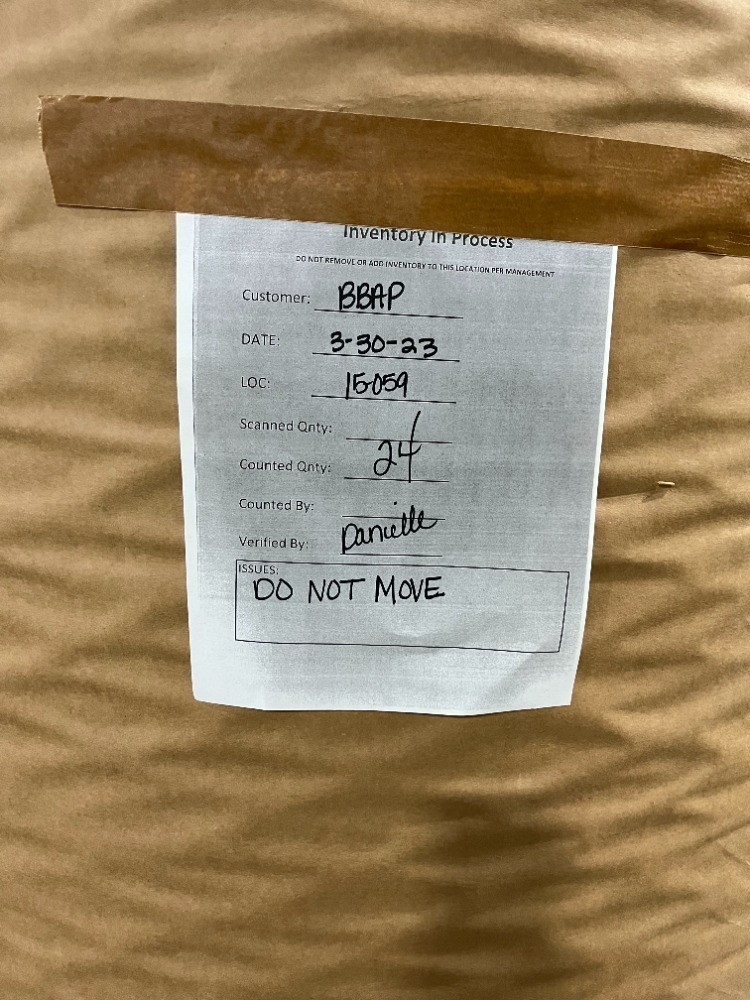 Inventory In Process
DO NOT REMOVE OR ADD INVENTORY TO THIS LOCATION PER MANAGEMENT
Customer: BBAP
DATE: 3-30-23
LOC: 15059
Scanned Qnty:
Counted Qnty: 24
Counted By:
Verified By: Danielle
ISSUES:
DO NOT MOVE